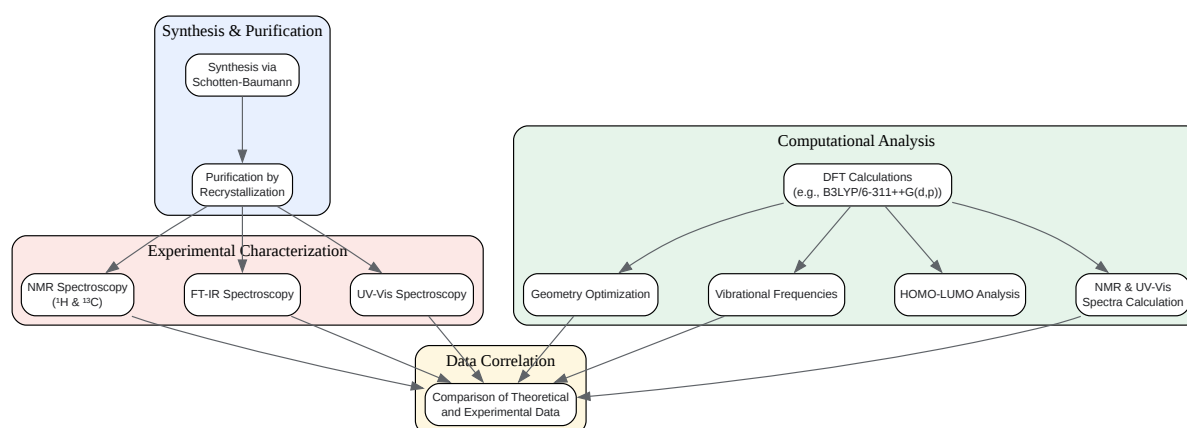 Synthesis & Purification
Synthesis via
Schotten-Baumann
Purification by
Recrystallization
Experimental Characterization
NMR Spectroscopy
(¹H & ¹³C)
FT-IR Spectroscopy
UV-Vis Spectroscopy
Computational Analysis
DFT Calculations
(e.g., B3LYP/6-311++G(d,p))
Geometry Optimization
Vibrational Frequencies
HOMO-LUMO Analysis
NMR & UV-Vis
Spectra Calculation
Data Correlation
Comparison of Theoretical
and Experimental Data